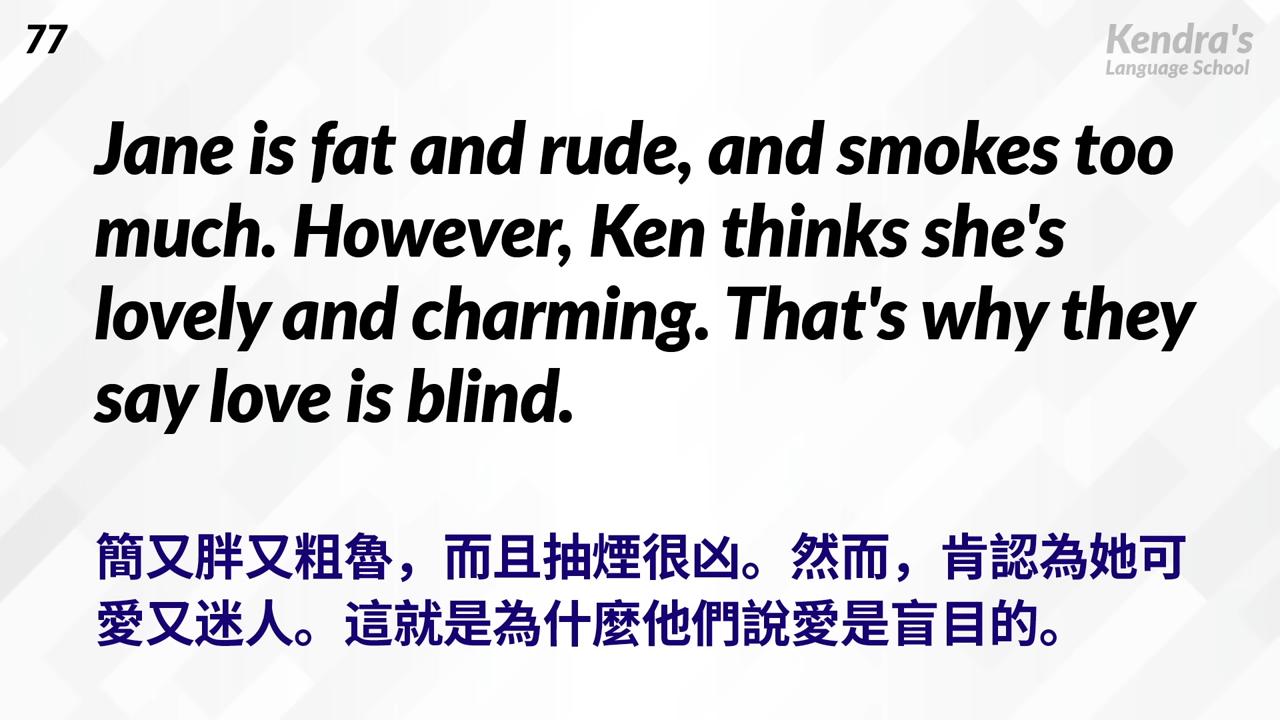 77
Kendra's
Language School
Jane is fat and rude, and smokes too
much. However, Ken thinks she's
lovely and charming. That's why they
say love is blind.
簡又胖又粗魯，而且抽煙很凶。然而，肯認為她可
愛又迷人。這就是為什麼他們說愛是盲目的。